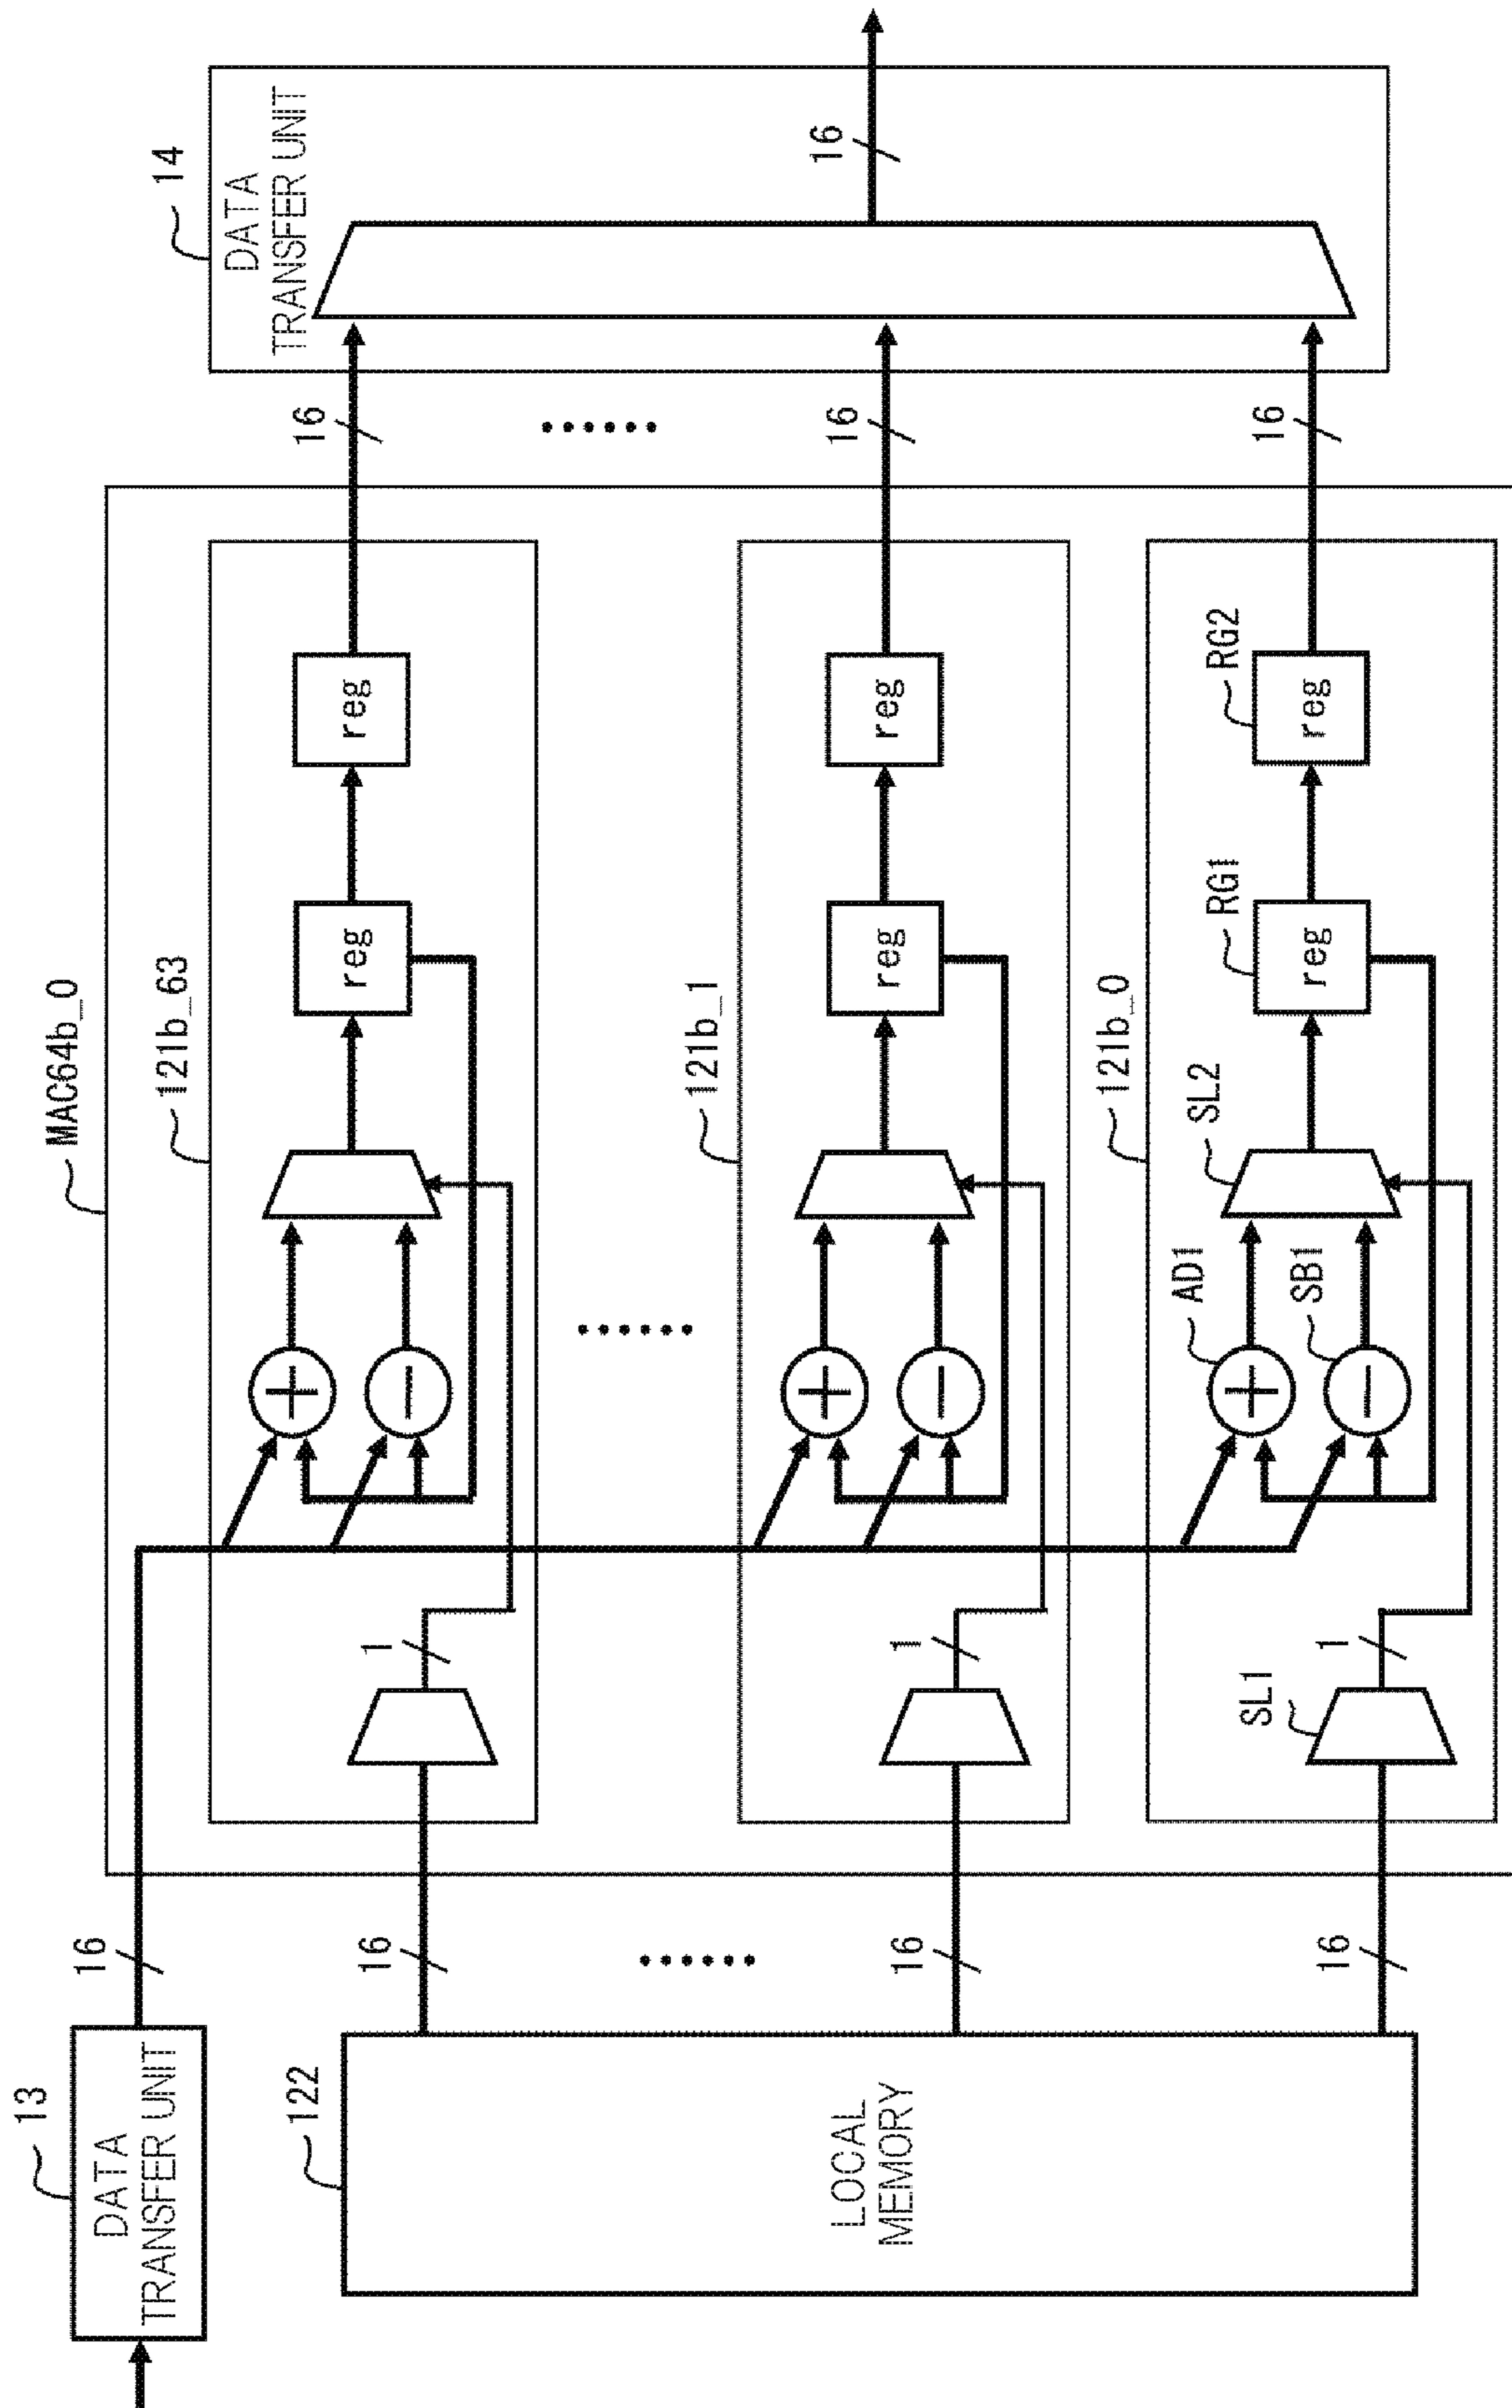 13
DATA
TRANSFER UNIT
16
MAC64b_0
121b_63
14
DATA
TRANSFER UNIT
122
LOCAL
MEMORY
16
1
+
−
reg
reg
16
121b_1
16
1
+
−
reg
reg
16
16
121b_0
16
SL1
1
AD1
+
SB1
−
SL2
RG1
reg
RG2
reg
16